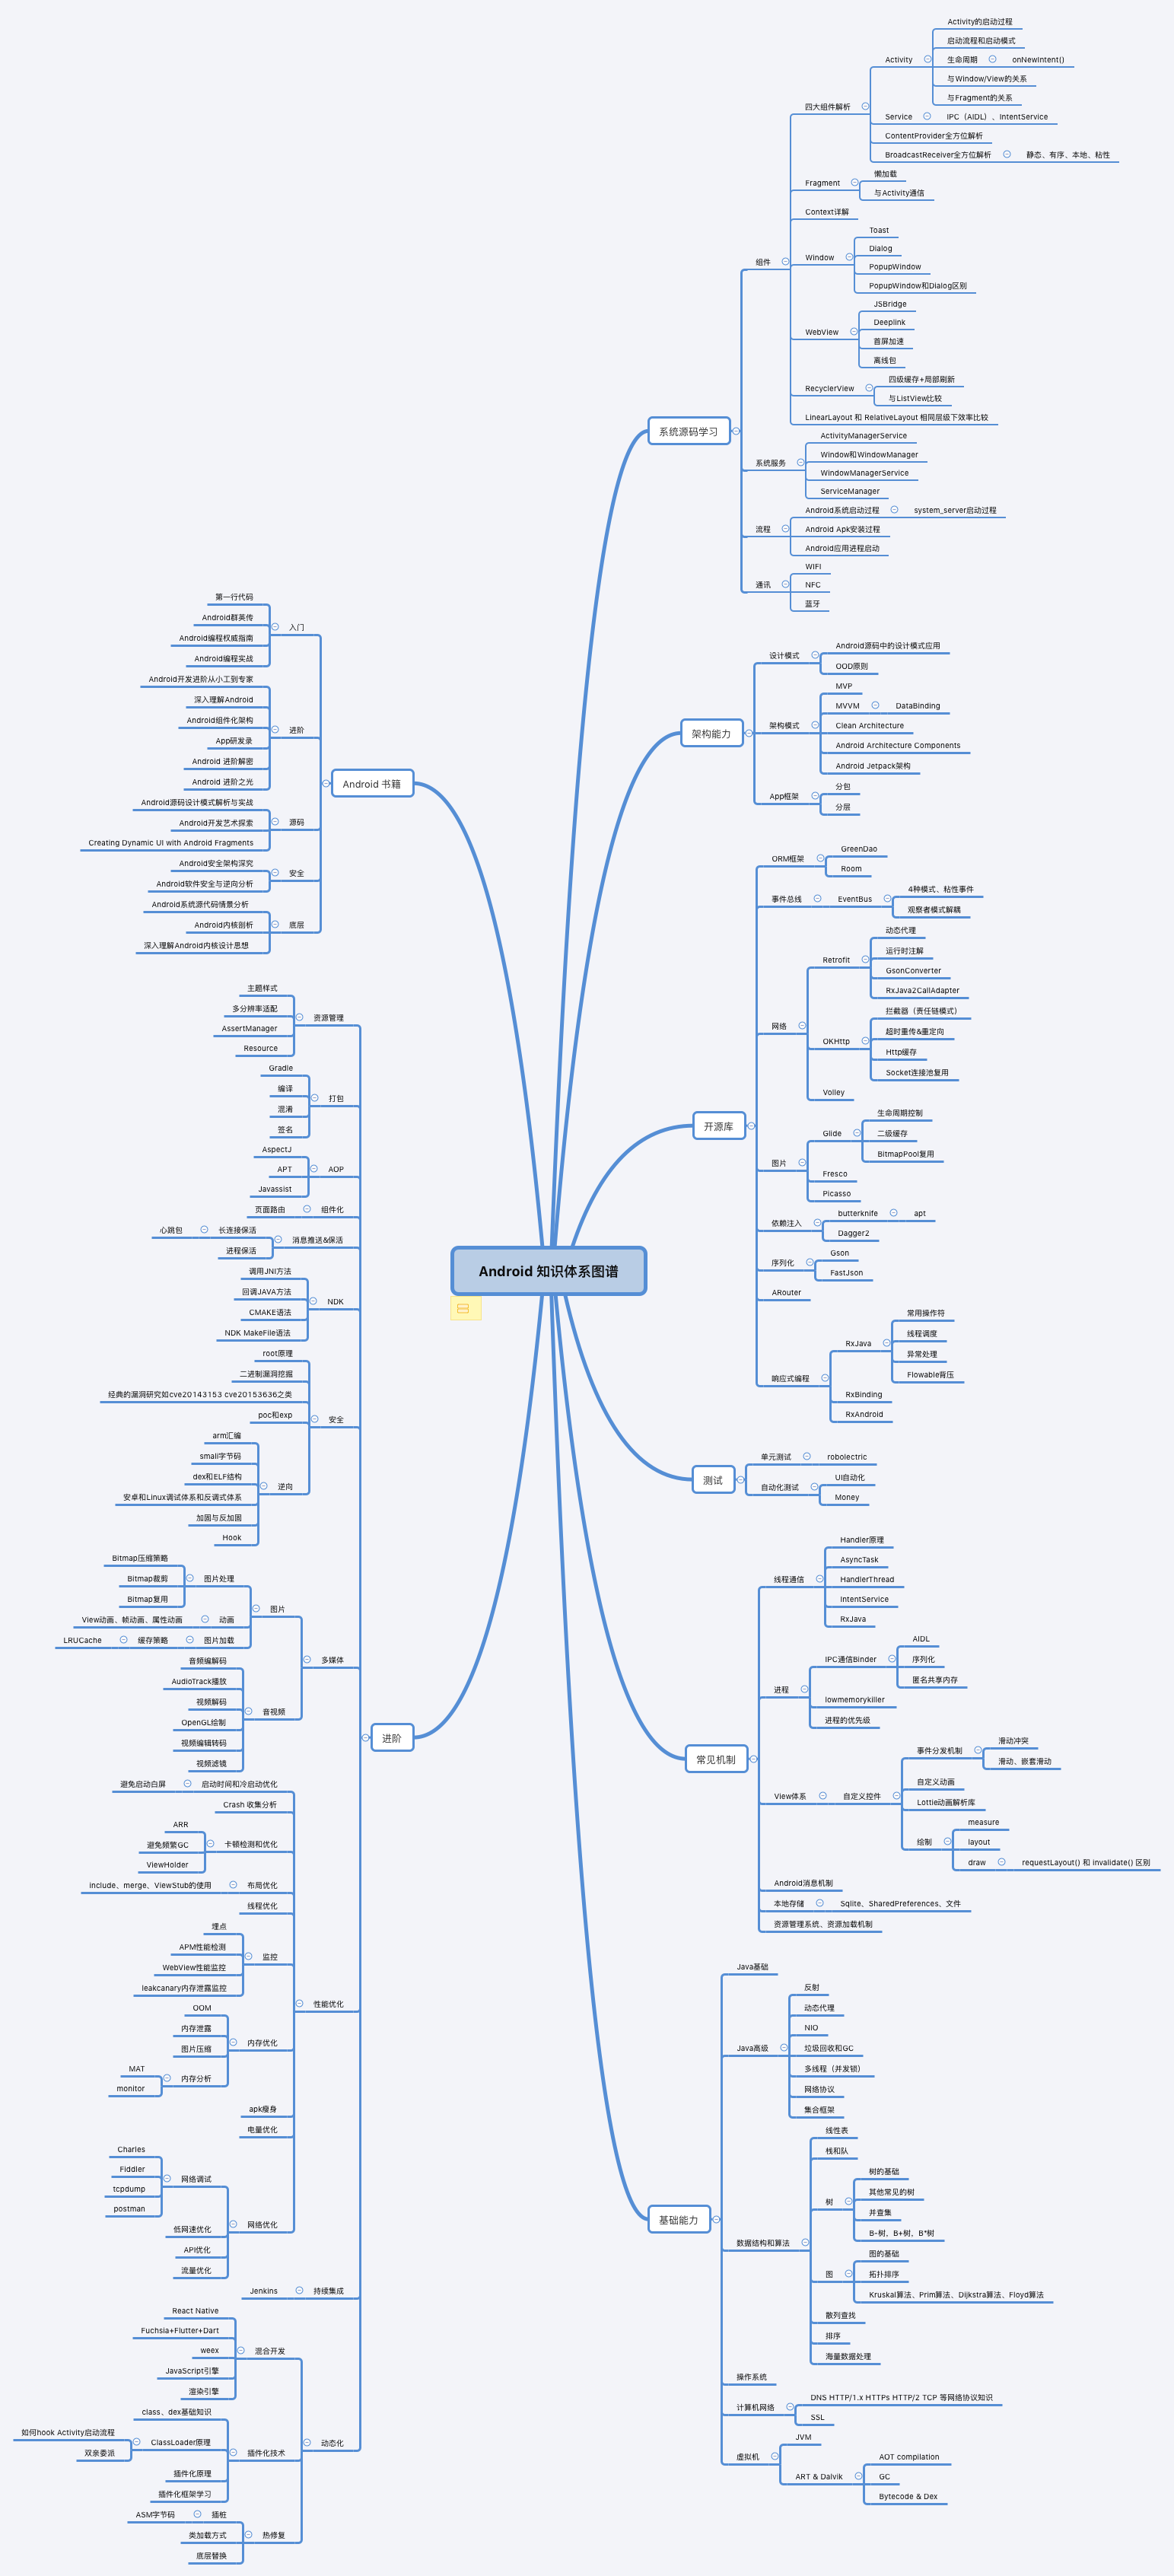 Android 知识体系图谱
系统源码学习
组件
四大组件解析
Activity
Activity的启动过程
启动流程和启动模式
生命周期
onNewIntent()
与Window/View的关系
与Fragment的关系
Service
IPC（AIDL）、IntentService
ContentProvider全方位解析
BroadcastReceiver全方位解析
静态、有序、本地、粘性
Fragment
懒加载
与Activity通信
Context详解
Window
Toast
Dialog
PopupWindow
PopupWindow和Dialog区别
WebView
JSBridge
Deeplink
首屏加速
离线包
RecyclerView
四级缓存+局部刷新
与ListView比较
LinearLayout 和 RelativeLayout 相同层级下效率比较
系统服务
ActivityManagerService
Window和WindowManager
WindowManagerService
ServiceManager
流程
Android系统启动过程
system_server启动过程
Android Apk安装过程
Android应用进程启动
通讯
WIFI
NFC
蓝牙
架构能力
设计模式
Android源码中的设计模式应用
OOD原则
架构模式
MVP
MVVM
DataBinding
Clean Architecture
Android Architecture Components
Android Jetpack架构
App框架
分包
分层
开源库
ORM框架
GreenDao
Room
事件总线
EventBus
4种模式、粘性事件
观察者模式解耦
网络
Retrofit
动态代理
运行时注解
GsonConverter
RxJava2CallAdapter
OKHttp
拦截器（责任链模式）
超时重传&重定向
Http缓存
Socket连接池复用
Volley
图片
Glide
生命周期控制
二级缓存
BitmapPool复用
Fresco
Picasso
依赖注入
butterknife
apt
Dagger2
序列化
Gson
FastJson
ARouter
响应式编程
RxJava
常用操作符
线程调度
异常处理
Flowable背压
RxBinding
RxAndroid
测试
单元测试
robolectric
自动化测试
UI自动化
Money
常见机制
线程通信
Handler原理
AsyncTask
HandlerThread
IntentService
RxJava
进程
IPC通信Binder
AIDL
序列化
匿名共享内存
lowmemorykiller
进程的优先级
View体系
自定义控件
事件分发机制
滑动冲突
滑动、嵌套滑动
自定义动画
Lottie动画解析库
绘制
measure
layout
draw
requestLayout() 和 invalidate() 区别
Android消息机制
本地存储
Sqlite、SharedPreferences、文件
资源管理系统、资源加载机制
基础能力
Java基础
Java高级
反射
动态代理
NIO
垃圾回收和GC
多线程（并发锁）
网络协议
集合框架
数据结构和算法
线性表
栈和队
树
树的基础
其他常见的树
并查集
B-树，B+树，B*树
图
图的基础
拓扑排序
Kruskal算法、Prim算法、Dijkstra算法、Floyd算法
散列查找
排序
海量数据处理
操作系统
计算机网络
DNS HTTP/1.x HTTPs HTTP/2 TCP 等网络协议知识
SSL
虚拟机
JVM
ART & Dalvik
AOT compilation
GC
Bytecode & Dex
Android 书籍
入门
第一行代码
Android群英传
Android编程权威指南
Android编程实战
进阶
Android开发进阶从小工到专家
深入理解Android
Android组件化架构
App研发录
Android 进阶解密
Android 进阶之光
源码
Android源码设计模式解析与实战
Android开发艺术探索
Creating Dynamic UI with Android Fragments
安全
Android安全架构深究
Android软件安全与逆向分析
底层
Android系统源代码情景分析
Android内核剖析
深入理解Android内核设计思想
进阶
资源管理
主题样式
多分辨率适配
AssertManager
Resource
打包
Gradle
编译
混淆
签名
AOP
AspectJ
APT
Javassist
组件化
页面路由
消息推送&保活
长连接保活
心跳包
进程保活
NDK
调用JNI方法
回调JAVA方法
CMAKE语法
NDK MakeFile语法
安全
root原理
二进制漏洞挖掘
经典的漏洞研究如cve20143153 cve20153636之类
poc和exp
逆向
arm汇编
smali字节码
dex和ELF结构
安卓和Linux调试体系和反调式体系
加固与反加固
Hook
多媒体
图片
图片处理
Bitmap压缩策略
Bitmap裁剪
Bitmap复用
动画
View动画、帧动画、属性动画
图片加载
缓存策略
LRUCache
音视频
音频编解码
AudioTrack播放
视频解码
OpenGL绘制
视频编辑转码
视频滤镜
性能优化
启动时间和冷启动优化
避免启动白屏
Crash 收集分析
卡顿检测和优化
ARR
避免频繁GC
ViewHolder
布局优化
include、merge、ViewStub的使用
线程优化
监控
埋点
APM性能检测
WebView性能监控
leakcanary内存泄露监控
内存优化
OOM
内存泄露
图片压缩
内存分析
MAT
monitor
apk瘦身
电量优化
网络优化
网络调试
Charles
Fiddler
tcpdump
postman
低网速优化
API优化
流量优化
持续集成
Jenkins
动态化
混合开发
React Native
Fuchsia+Flutter+Dart
weex
JavaScript引擎
渲染引擎
插件化技术
class、dex基础知识
ClassLoader原理
如何hook Activity启动流程
双亲委派
插件化原理
插件化框架学习
热修复
插桩
ASM字节码
类加载方式
底层替换